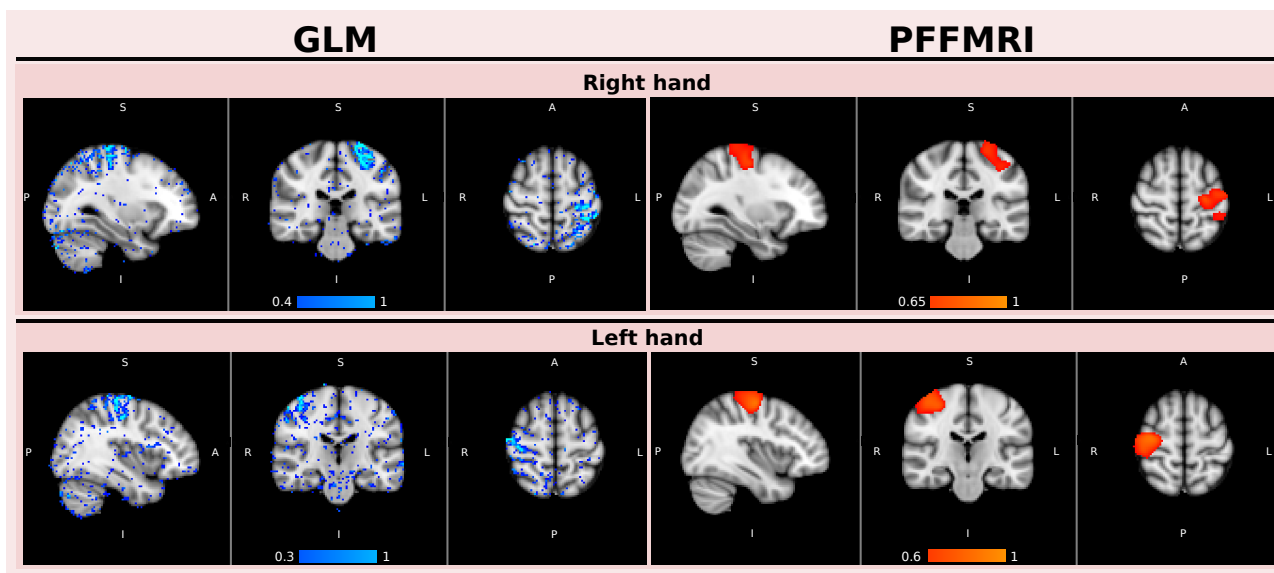 GLM PFFMRI
Right hand
S S A S S A
P A R L R L P A R L R L
I I P I I P
0.4 1 0.65 1
Left hand
S S A S S A
P A R L R L P A R L R L
I I P I I P
0.3 1 0.6 1